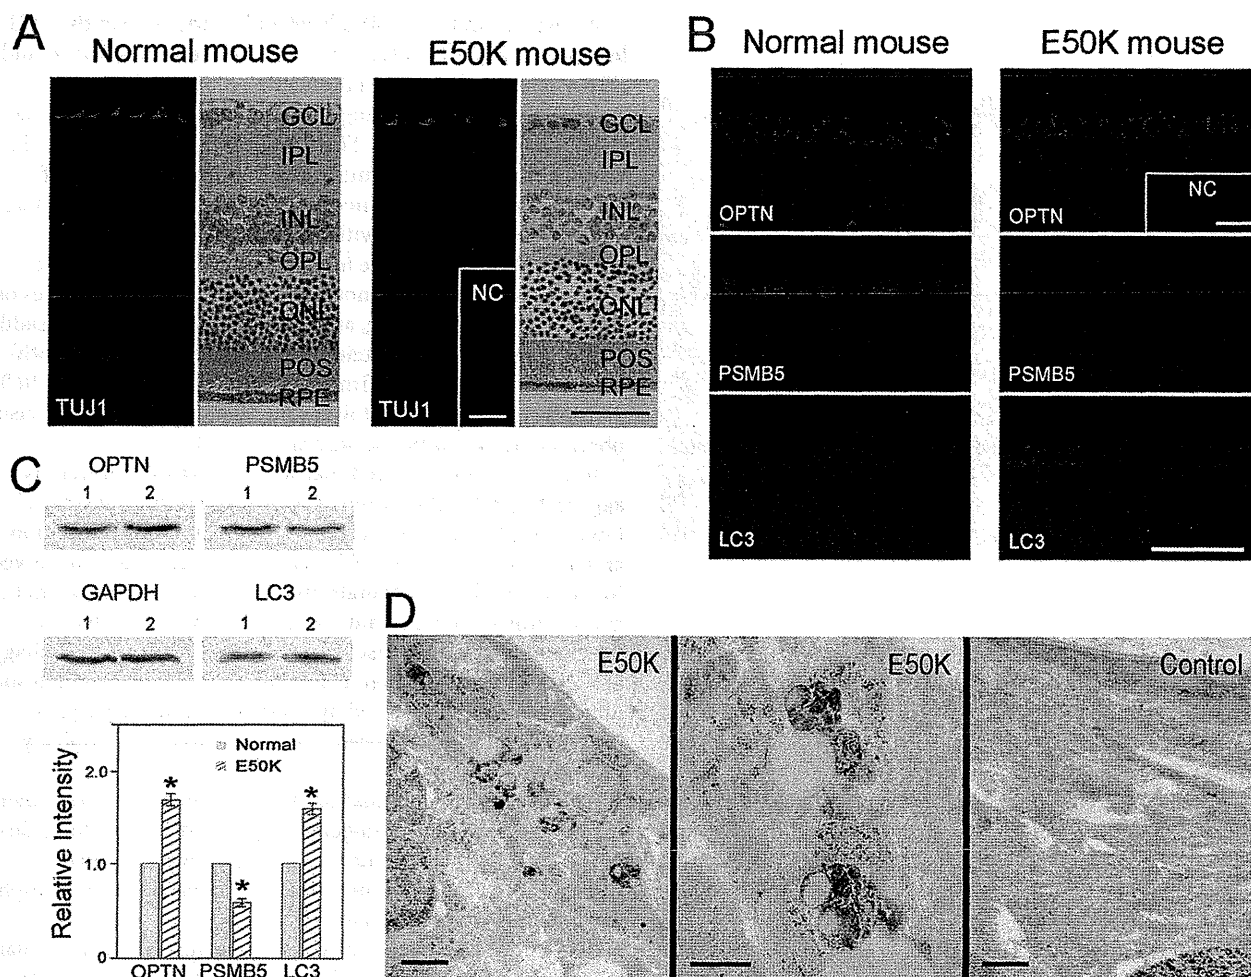 A
Normal mouse
E50K mouse
GCL
IPL
INL
OPL
ONL
POS
RPE
TUJ1
GCL
IPL
INL
OPL
ONL
POS
RPE
NC
TUJ1
B
Normal mouse
E50K mouse
OPTN
OPTN
NC
PSMB5
PSMB5
LC3
LC3
C
OPTN
PSMB5
1 2
1 2
GAPDH
LC3
1 2
1 2
Relative Intensity
Normal
E50K
2.0
1.0
0
*
*
*
OPTN PSMB5 LC3
D
E50K
E50K
Control